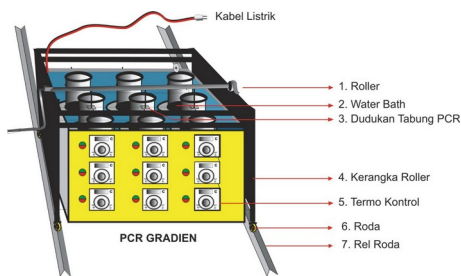 Kabel Listrik
1. Roller
2. Water Bath
3. Dudukan Tabung PCR
4. Kerangka Roller
5. Termo Kontrol
6. Roda
7. Rel Roda
PCR GRADIEN